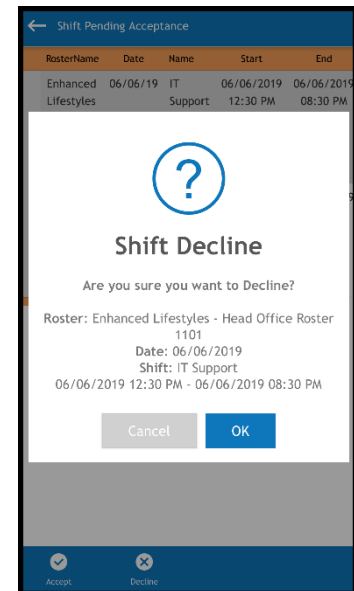 Shift Pending Acceptance
RosterName Date Name Start End
Enhanced 06/06/19 IT 06/06/2019 06/06/2019
Lifestyles Support 12:30 PM 08:30 PM
?
Shift Decline
Are you sure you want to Decline?
Roster: Enhanced Lifestyles - Head Office Roster
1101
Date: 06/06/2019
Shift: IT Support
06/06/2019 12:30 PM - 06/06/2019 08:30 PM
Cancel OK
Accept Decline